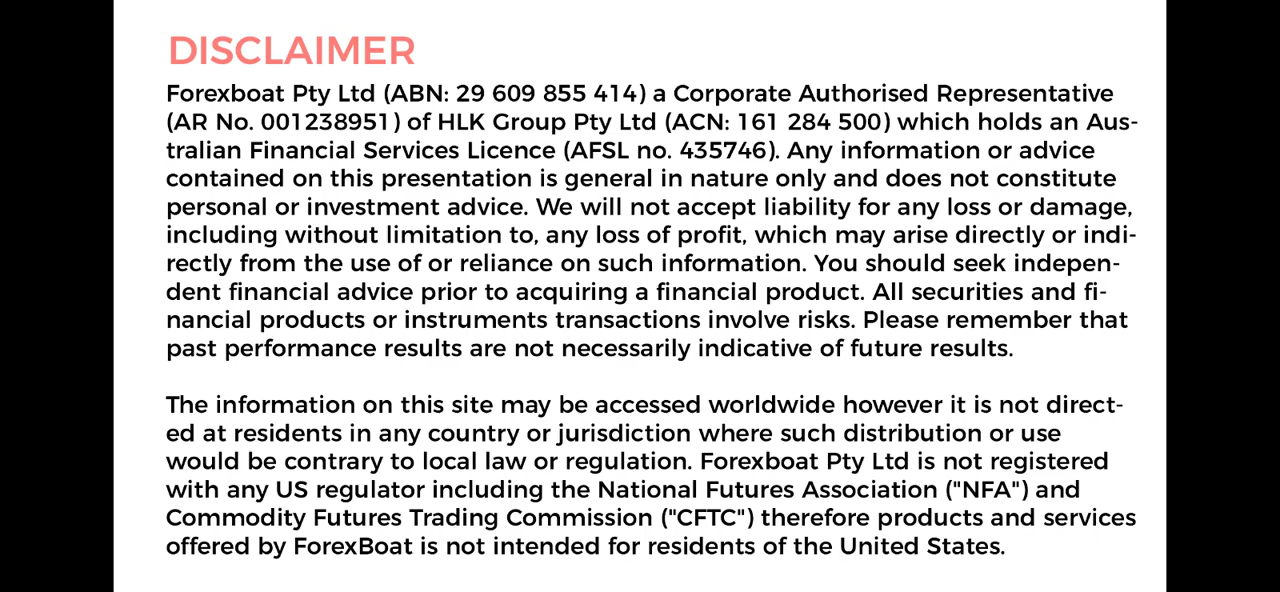 DISCLAIMER
Forexboat Pty Ltd (ABN: 29 609 855 414) a Corporate Authorised Representative
(AR No. 001238951) of HLK Group Pty Ltd (ACN: 161 284 500) which holds an Aus-
tralian Financial Services Licence (AFSL no. 435746). Any information or advice
contained on this presentation is general in nature only and does not constitute
personal or investment advice. We will not accept liability for any loss or damage,
including without limitation to, any loss of profit, which may arise directly or indi-
rectly from the use of or reliance on such information. You should seek indepen-
dent financial advice prior to acquiring a financial product. All securities and fi-
nancial products or instruments transactions involve risks. Please remember that
past performance results are not necessarily indicative of future results.
The information on this site may be accessed worldwide however it is not direct-
ed at residents in any country or jurisdiction where such distribution or use
would be contrary to local law or regulation. Forexboat Pty Ltd is not registered
with any US regulator including the National Futures Association ("NFA") and
Commodity Futures Trading Commission ("CFTC") therefore products and services
offered by ForexBoat is not intended for residents of the United States.